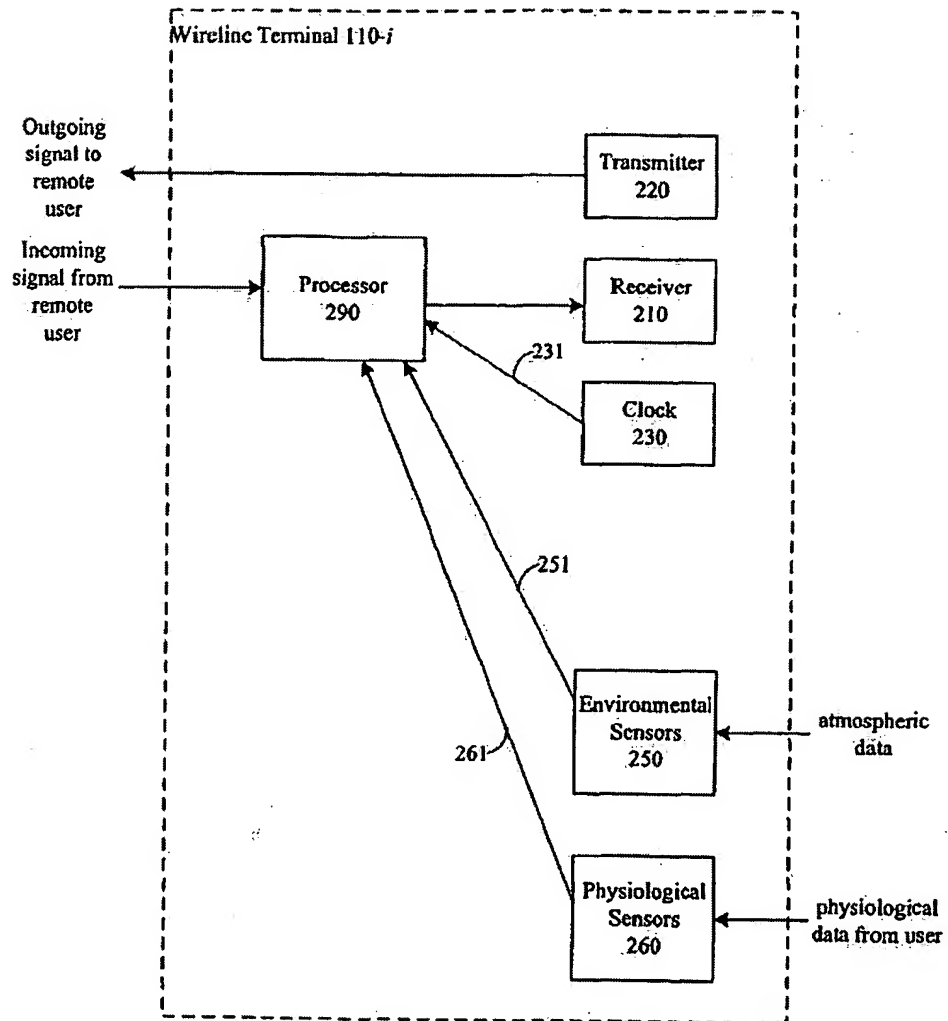 Wireline Terminal 110-i
Outgoing
signal to
remote
user
Transmitter
220
Incoming
signal from
remote
user
Processor
290
Receiver
210
231
Clock
230
251
Environmental
Sensors
250
atmospheric
data
261
Physiological
Sensors
260
physiological
data from user